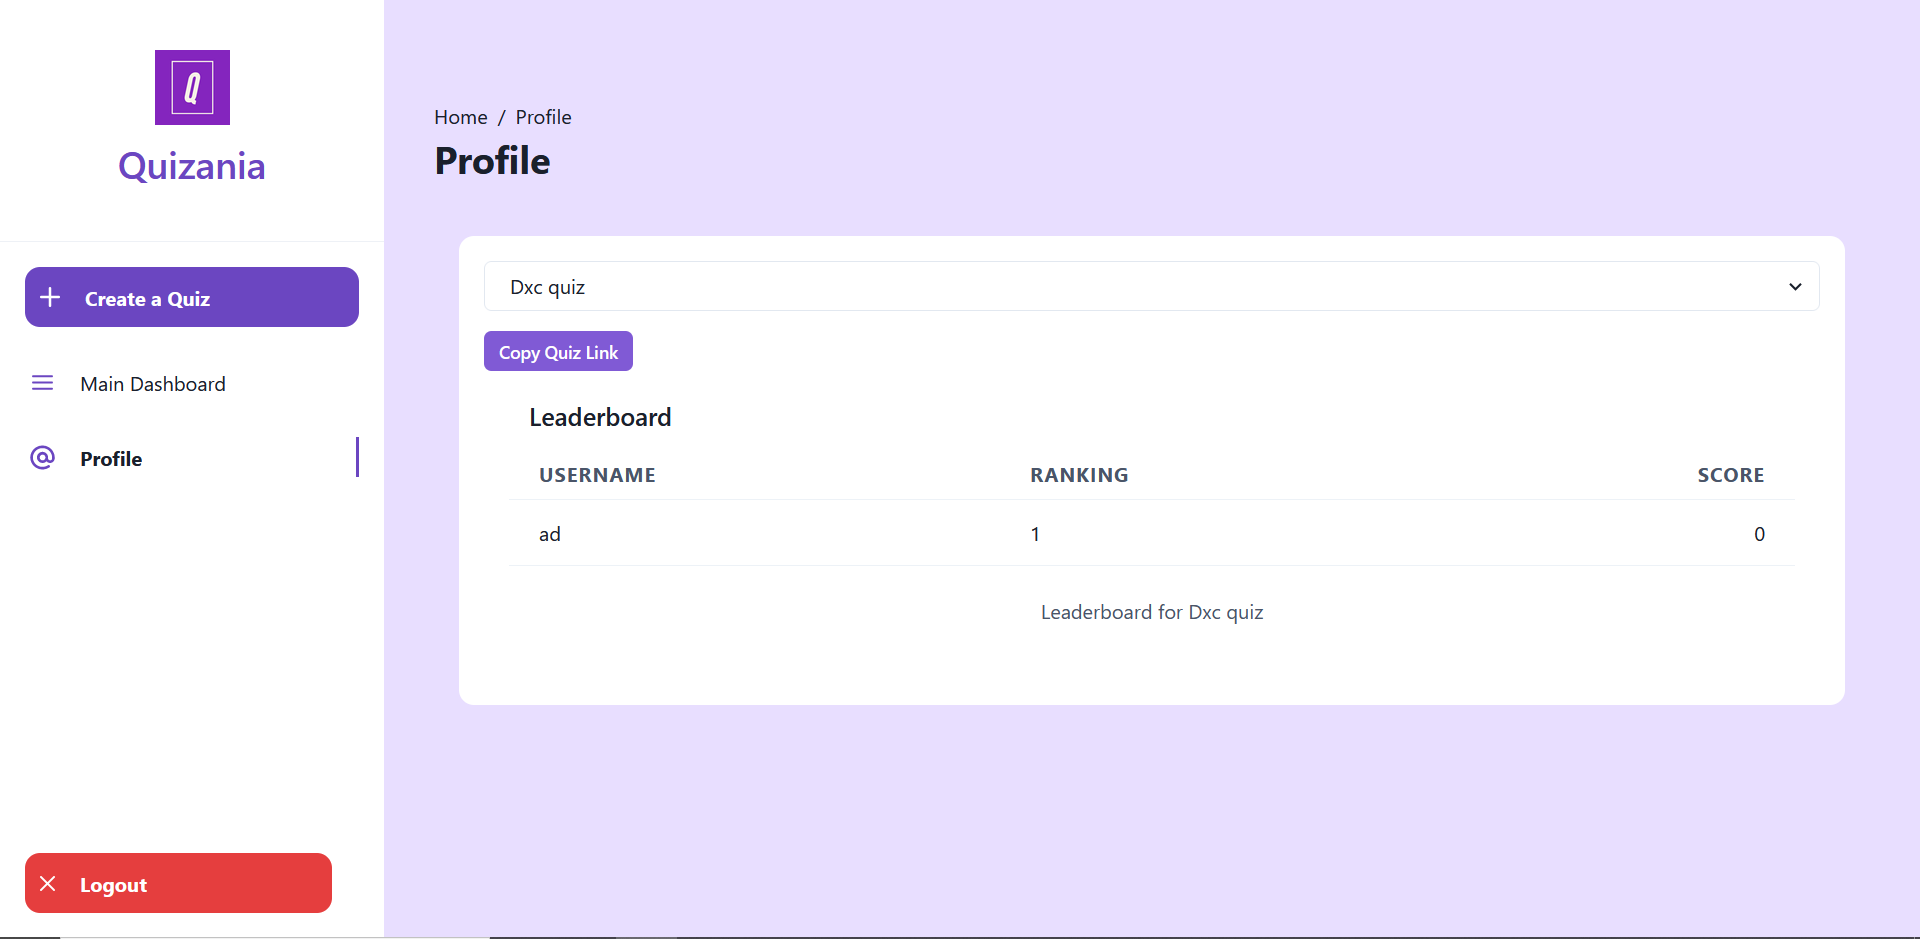 Q
Quizania
Create a Quiz
Main Dashboard
Profile
Logout
Home / Profile
Profile
Dxc quiz
Copy Quiz Link
Leaderboard
USERNAME RANKING SCORE
ad 1 0
Leaderboard for Dxc quiz